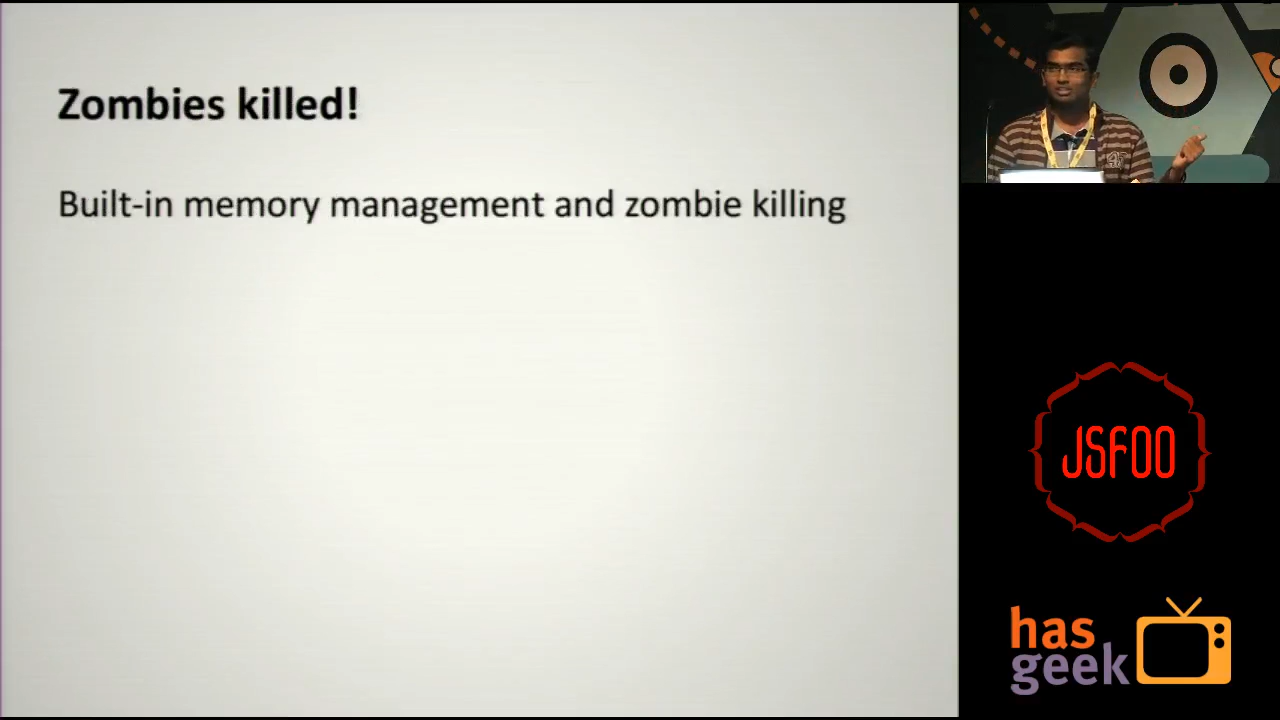 Zombies killed!
Built-in memory management and zombie killing
JSFOO
has
geek